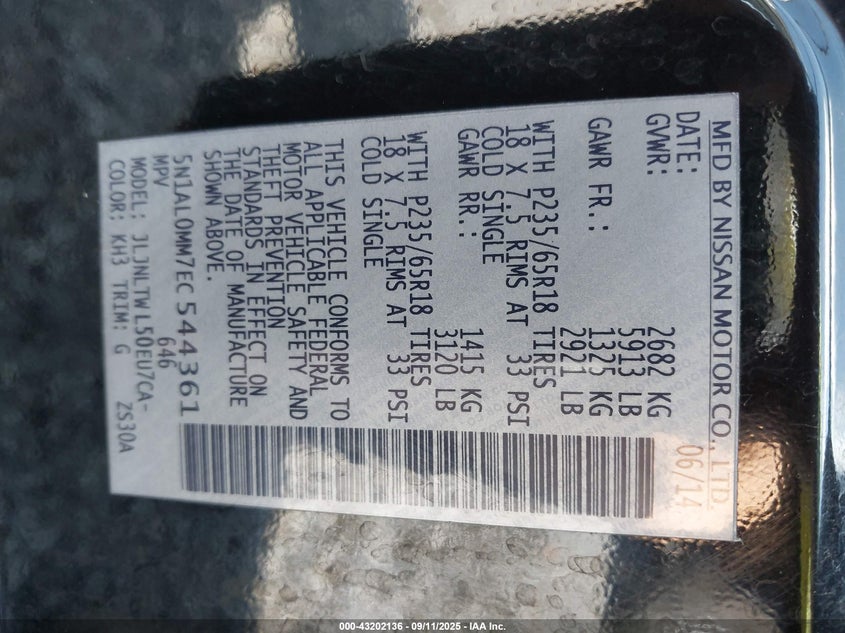 MFD BY NISSAN MOTOR CO., LTD.
DATE: 06/14
GVWR: 2682 KG
5913 LB
GAWR FR.: 1325 KG
2921 LB
WITH P235/65R18 TIRES
18 X 7.5 RIMS AT 33 PSI
COLD SINGLE
GAWR RR.: 1415 KG
3120 LB
WITH P235/65R18 TIRES
18 X 7.5 RIMS AT 33 PSI
COLD SINGLE
THIS VEHICLE CONFORMS TO
ALL APPLICABLE FEDERAL
MOTOR VEHICLE SAFETY AND
THEFT PREVENTION
STANDARDS IN EFFECT ON
THE DATE OF MANUFACTURE
SHOWN ABOVE.
5N1AL0MM7EC544361
MPV 646
MODEL: JLJNLTWL50EU7CA-
COLOR: KH3 TRIM: G ZS30A
000-43202136 - 09/11/2025 - IAA Inc.